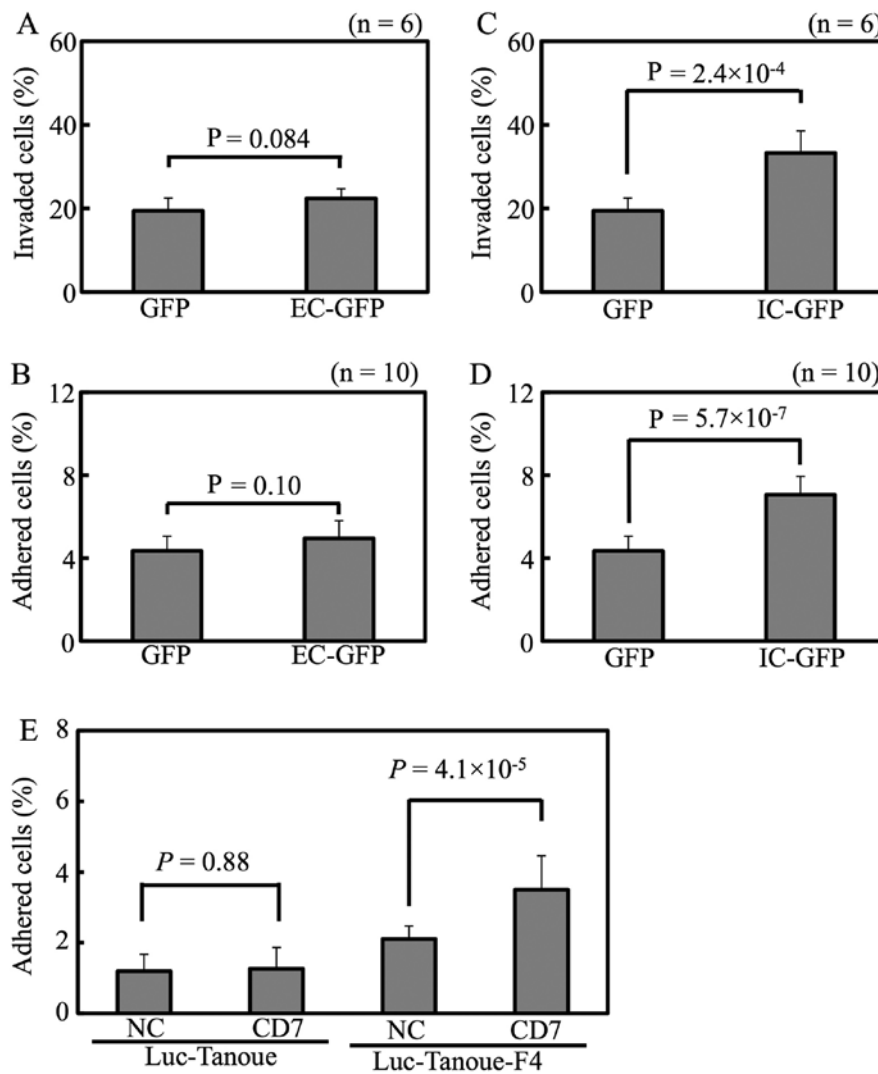 A (n = 6)
Invaded cells (%)
60
40
20
0
P = 0.084
GFP EC-GFP
C (n = 6)
Invaded cells (%)
60
40
20
0
P = 2.4×10⁻⁴
GFP IC-GFP
B (n = 10)
Adhered cells (%)
12
8
4
0
P = 0.10
GFP EC-GFP
D (n = 10)
Adhered cells (%)
12
8
4
0
P = 5.7×10⁻⁷
GFP IC-GFP
E
Adhered cells (%)
8
6
4
2
0
P = 0.88
P = 4.1×10⁻⁵
NC CD7 NC CD7
Luc-Tanoue Luc-Tanoue-F4